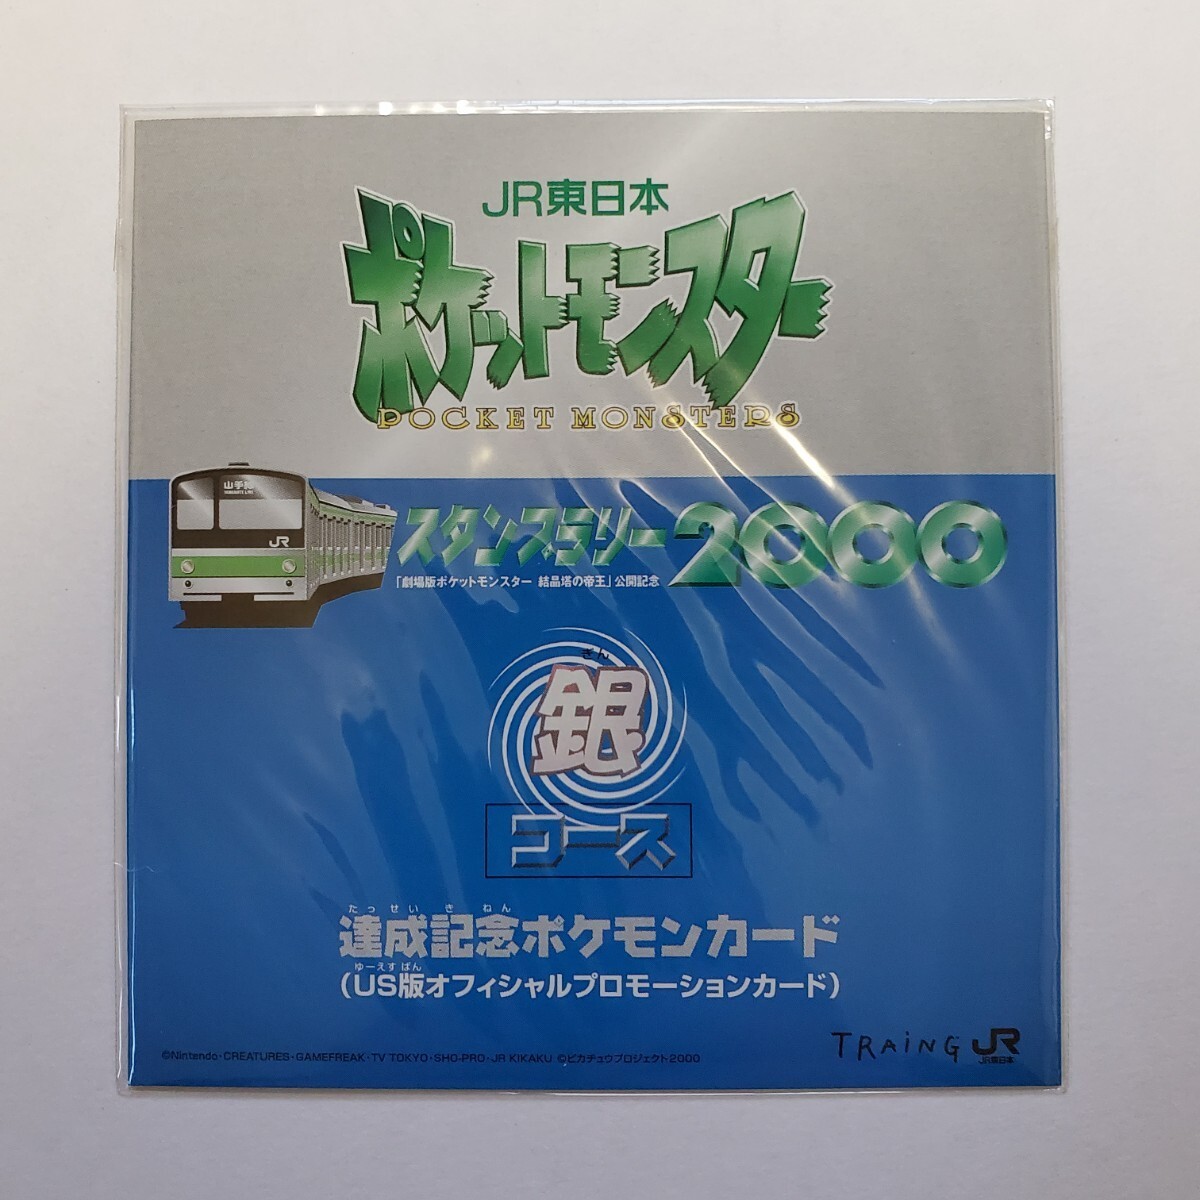 JR東日本
ポケットモンスター
POCKET MONSTERS
山手線
YAMANOTE LINE
JR
スタンプラリー2000
「劇場版ポケットモンスター 結晶塔の帝王」公開記念
ぎん
銀
コース
たっせい きねん
達成記念ポケモンカード
ゆーえすばん
(US版オフィシャルプロモーションカード)
TRAiNG JR
JR東日本
©Nintendo・CREATURES・GAMEFREAK・TV TOKYO・SHO-PRO・JR KIKAKU ©ピカチュウプロジェクト2000